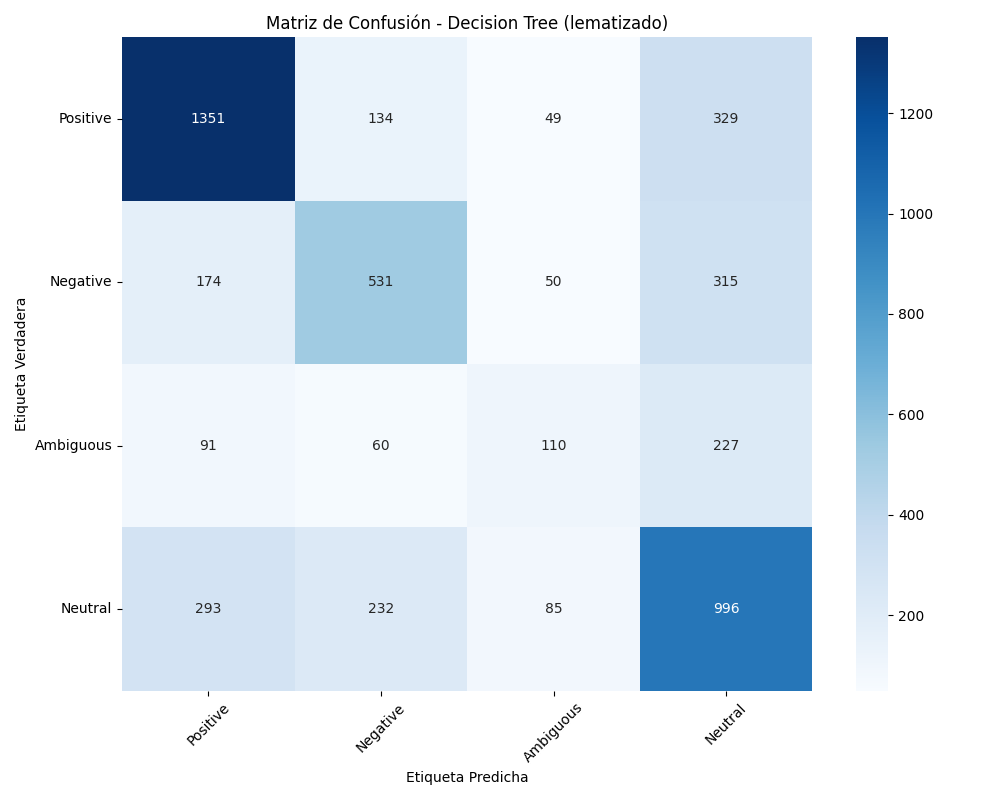 Matriz de Confusión - Decision Tree (lematizado)
Etiqueta Verdadera
Positive 1351 134 49 329
Negative 174 531 50 315
Ambiguous 91 60 110 227
Neutral 293 232 85 996
Positive Negative Ambiguous Neutral
Etiqueta Predicha
1200
1000
800
600
400
200